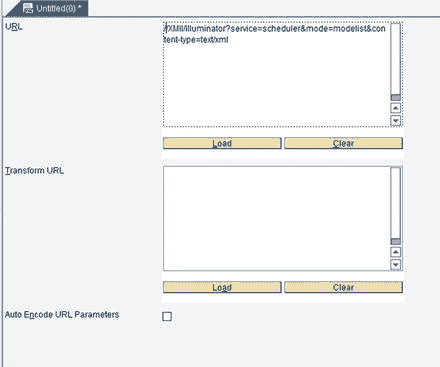 Untitled(i) *
URL
/XMII/Illuminator?service=scheduler&mode=modelist&con
tent-type=text/xml
Load Clear
Transform URL
Load Clear
Auto Encode URL Parameters